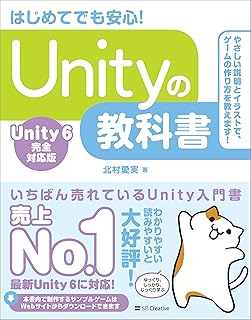 はじめてでも安心!
Unityの
教科書
Unity 6
完全
対応版
やさしい説明とイラストで、
ゲームの作り方を教えます!
北村愛実 著
いちばん売れているUnity入門書
売上
No.1
最新Unity 6に対応!
わかりやすい
読みやすいと
大好評!
本書内で制作するサンプルゲームは
Webサイトからダウンロードできます
ゆっくり、
しっかり、
じっくり学ぶ
SB Creative